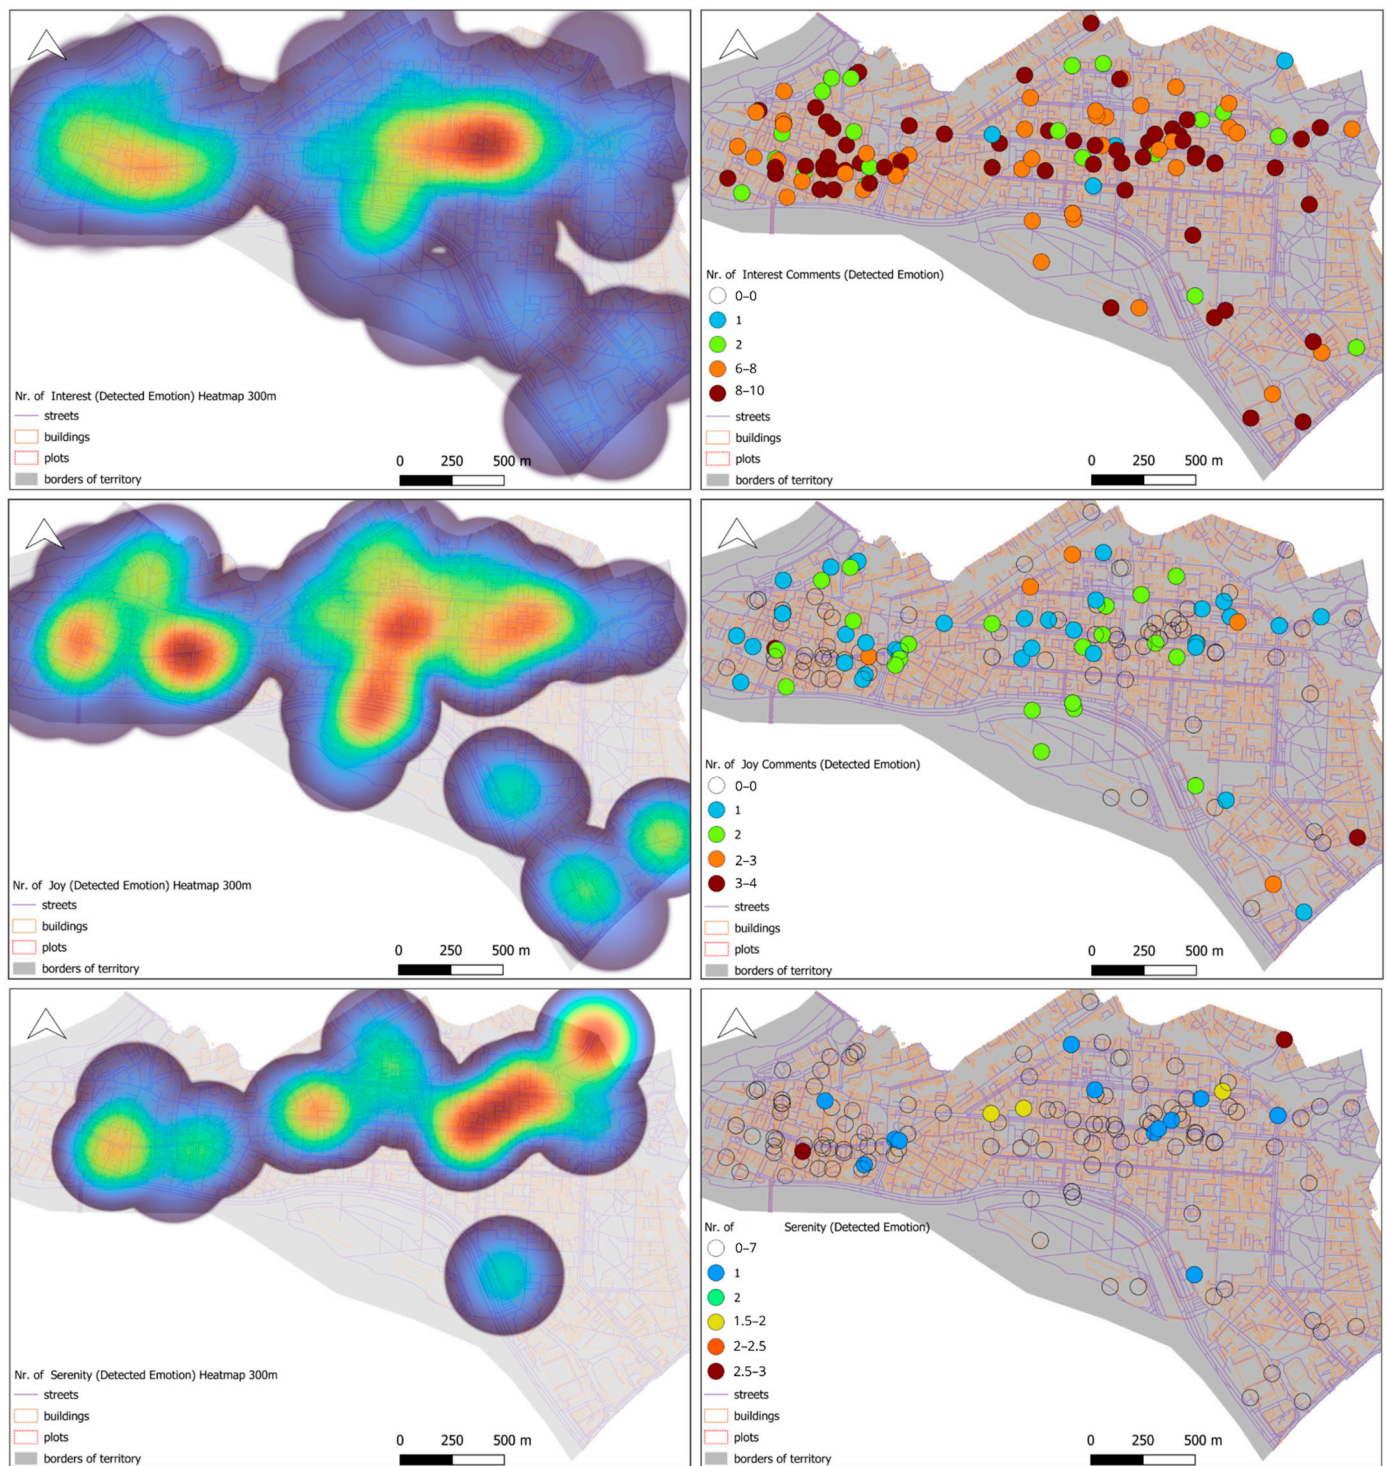 Nr. of Interest (Detected Emotion) Heatmap 300m
streets
buildings
plots
borders of territory
0 250 500 m
Nr. of Interest Comments (Detected Emotion)
0–0
1
2
6–8
8–10
streets
buildings
plots
borders of territory
0 250 500 m
Nr. of Joy (Detected Emotion) Heatmap 300m
streets
buildings
plots
borders of territory
0 250 500 m
Nr. of Joy Comments (Detected Emotion)
0–0
1
2
2–3
3–4
streets
buildings
plots
borders of territory
0 250 500 m
Nr. of Serenity (Detected Emotion) Heatmap 300m
streets
buildings
plots
borders of territory
0 250 500 m
Nr. of Serenity (Detected Emotion)
0–7
1
2
1.5–2
2–2.5
2.5–3
streets
buildings
plots
borders of territory
0 250 500 m